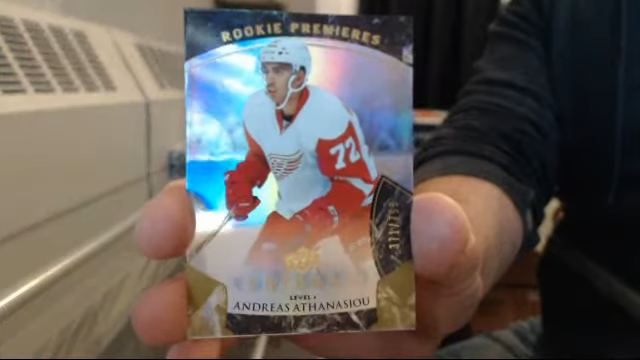 ROOKIE PREMIERES
72
LEVEL 1
ANDREAS ATHANASIOU